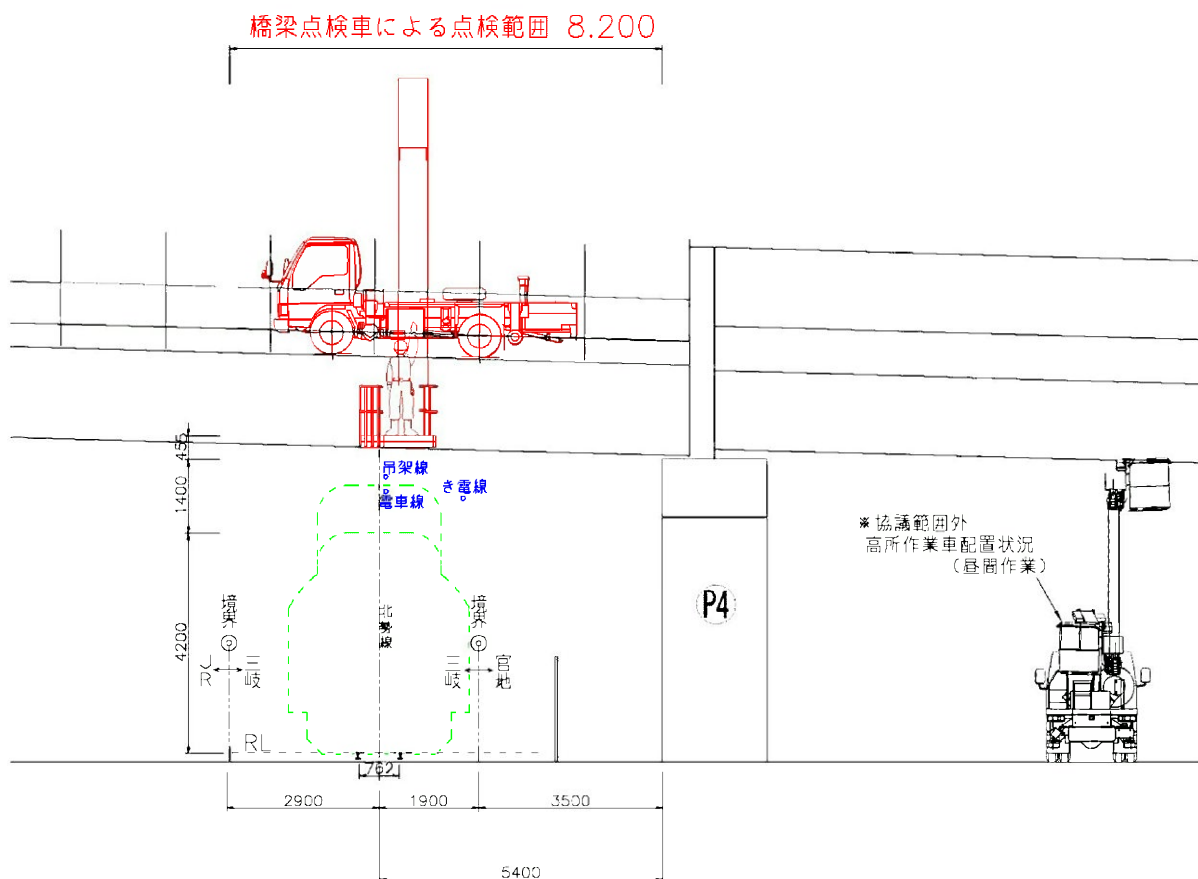 橋梁点検車による点検範囲 8.200
455
1400
4200
吊架線
き電線
電車線
※協議範囲外
高所作業車配置状況
(昼間作業)
P4
境界
北勢線
境界
JR
三岐
三岐
官地
RL
762
2900
1900
3500
5400